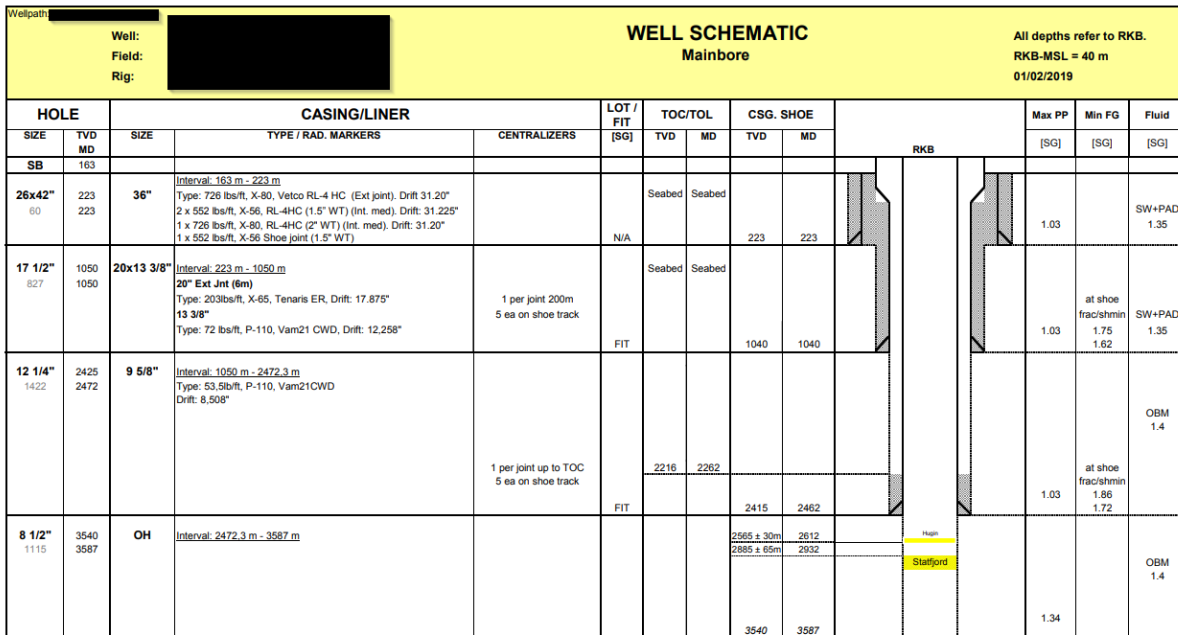 Wellpath:
WELL SCHEMATIC
Mainbore
Well:
Field:
Rig:
All depths refer to RKB.
RKB-MSL = 40 m
01/02/2019
HOLE CASING/LINER LOT / FIT TOC/TOL CSG. SHOE Max PP Min FG Fluid
SIZE TVD MD SIZE TYPE / RAD. MARKERS CENTRALIZERS [SG] TVD MD TVD MD RKB [SG] [SG] [SG]
SB 163
Interval: 163 m - 223 m
26x42" 223 36" Type: 726 lbs/ft, X-80, Vetco RL-4 HC (Ext joint). Drift 31.20" Seabed Seabed
60 223 2 x 552 lbs/ft, X-56, RL-4HC (1.5" WT) (Int. med). Drift: 31.225" SW+PAD
1 x 726 lbs/ft, X-80, RL-4HC (2" WT) (Int. med). Drift: 31.20" 1.03 1.35
1 x 552 lbs/ft, X-56 Shoe joint (1.5" WT) N/A 223 223
17 1/2" 1050 20x13 3/8" Interval: 223 m - 1050 m Seabed Seabed
827 1050 20" Ext Jnt (6m)
Type: 203lbs/ft, X-65, Tenaris ER, Drift: 17.875" 1 per joint 200m at shoe
13 3/8" 5 ea on shoe track frac/shmin SW+PAD
Type: 72 lbs/ft, P-110, Vam21 CWD, Drift: 12,258" 1.03 1.75 1.35
FIT 1040 1040 1.62
12 1/4" 2425 9 5/8" Interval: 1050 m - 2472,3 m
1422 2472 Type: 53,5lb/ft, P-110, Vam21CWD
Drift: 8,508"
OBM
1.4
1 per joint up to TOC 2216 2262 at shoe
5 ea on shoe track frac/shmin
1.03 1.86
FIT 2415 2462 1.72
8 1/2" 3540 OH Interval: 2472,3 m - 3587 m 2565 ± 30m 2612 Hugin
1115 3587 2885 ± 65m 2932
Statfjord OBM
1.4
1.34
3540 3587